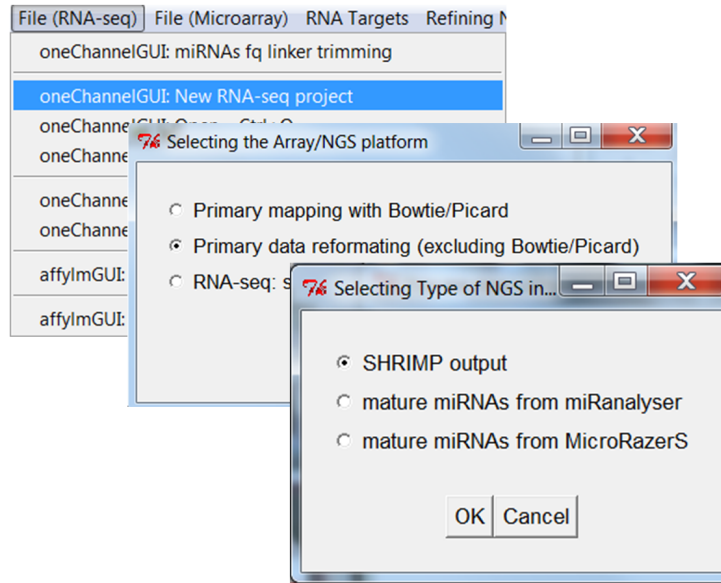 File (RNA-seq) File (Microarray) RNA Targets Refining
oneChannelGUI: miRNAs fq linker trimming
oneChannelGUI: New RNA-seq project
oneChannelGUI: Open Ctrl+O
oneChanne
oneChanne
oneChanne
affylmGUI:
affylmGUI:
Selecting the Array/NGS platform
Primary mapping with Bowtie/Picard
Primary data reformating (excluding Bowtie/Picard)
RNA-seq: s
Selecting Type of NGS in...
SHRIMP output
mature miRNAs from miRanalyser
mature miRNAs from MicroRazerS
OK Cancel